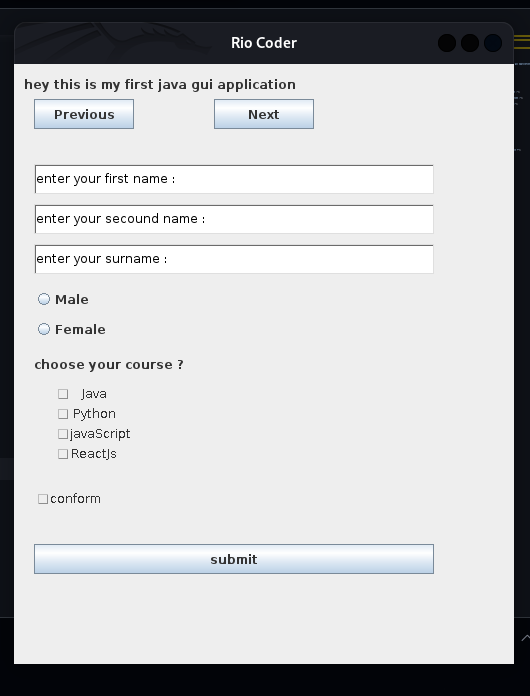 Rio Coder
hey this is my first java gui application
Previous Next
enter your first name :
enter your secound name :
enter your surname :
Male
Female
choose your course ?
Java
Python
javaScript
ReactJs
conform
submit